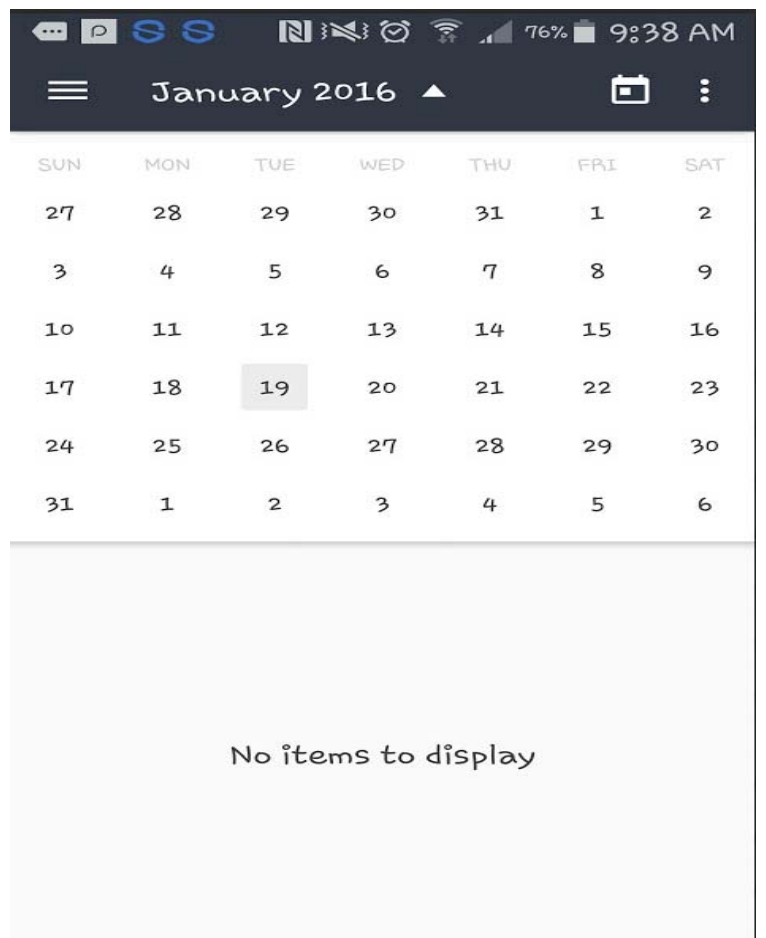 76% 9:38 AM
January 2016
SUN MON TUE WED THU FRI SAT
27 28 29 30 31 1 2
3 4 5 6 7 8 9
10 11 12 13 14 15 16
17 18 19 20 21 22 23
24 25 26 27 28 29 30
31 1 2 3 4 5 6
No items to display